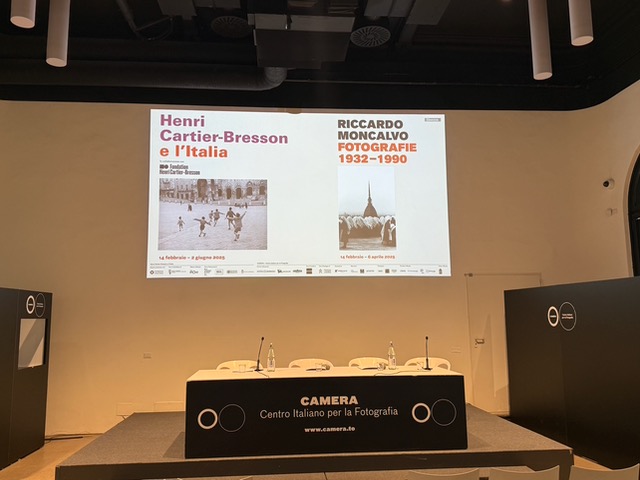 Henri
Cartier-Bresson
e l'Italia
Fondation
Henri Cartier-Bresson
14 febbraio – 2 giugno 2025
RICCARDO
MONCALVO
FOTOGRAFIE
1932–1990
14 febbraio – 6 aprile 2025
CAMERA
Centro Italiano per la Fotografia
www.camera.to